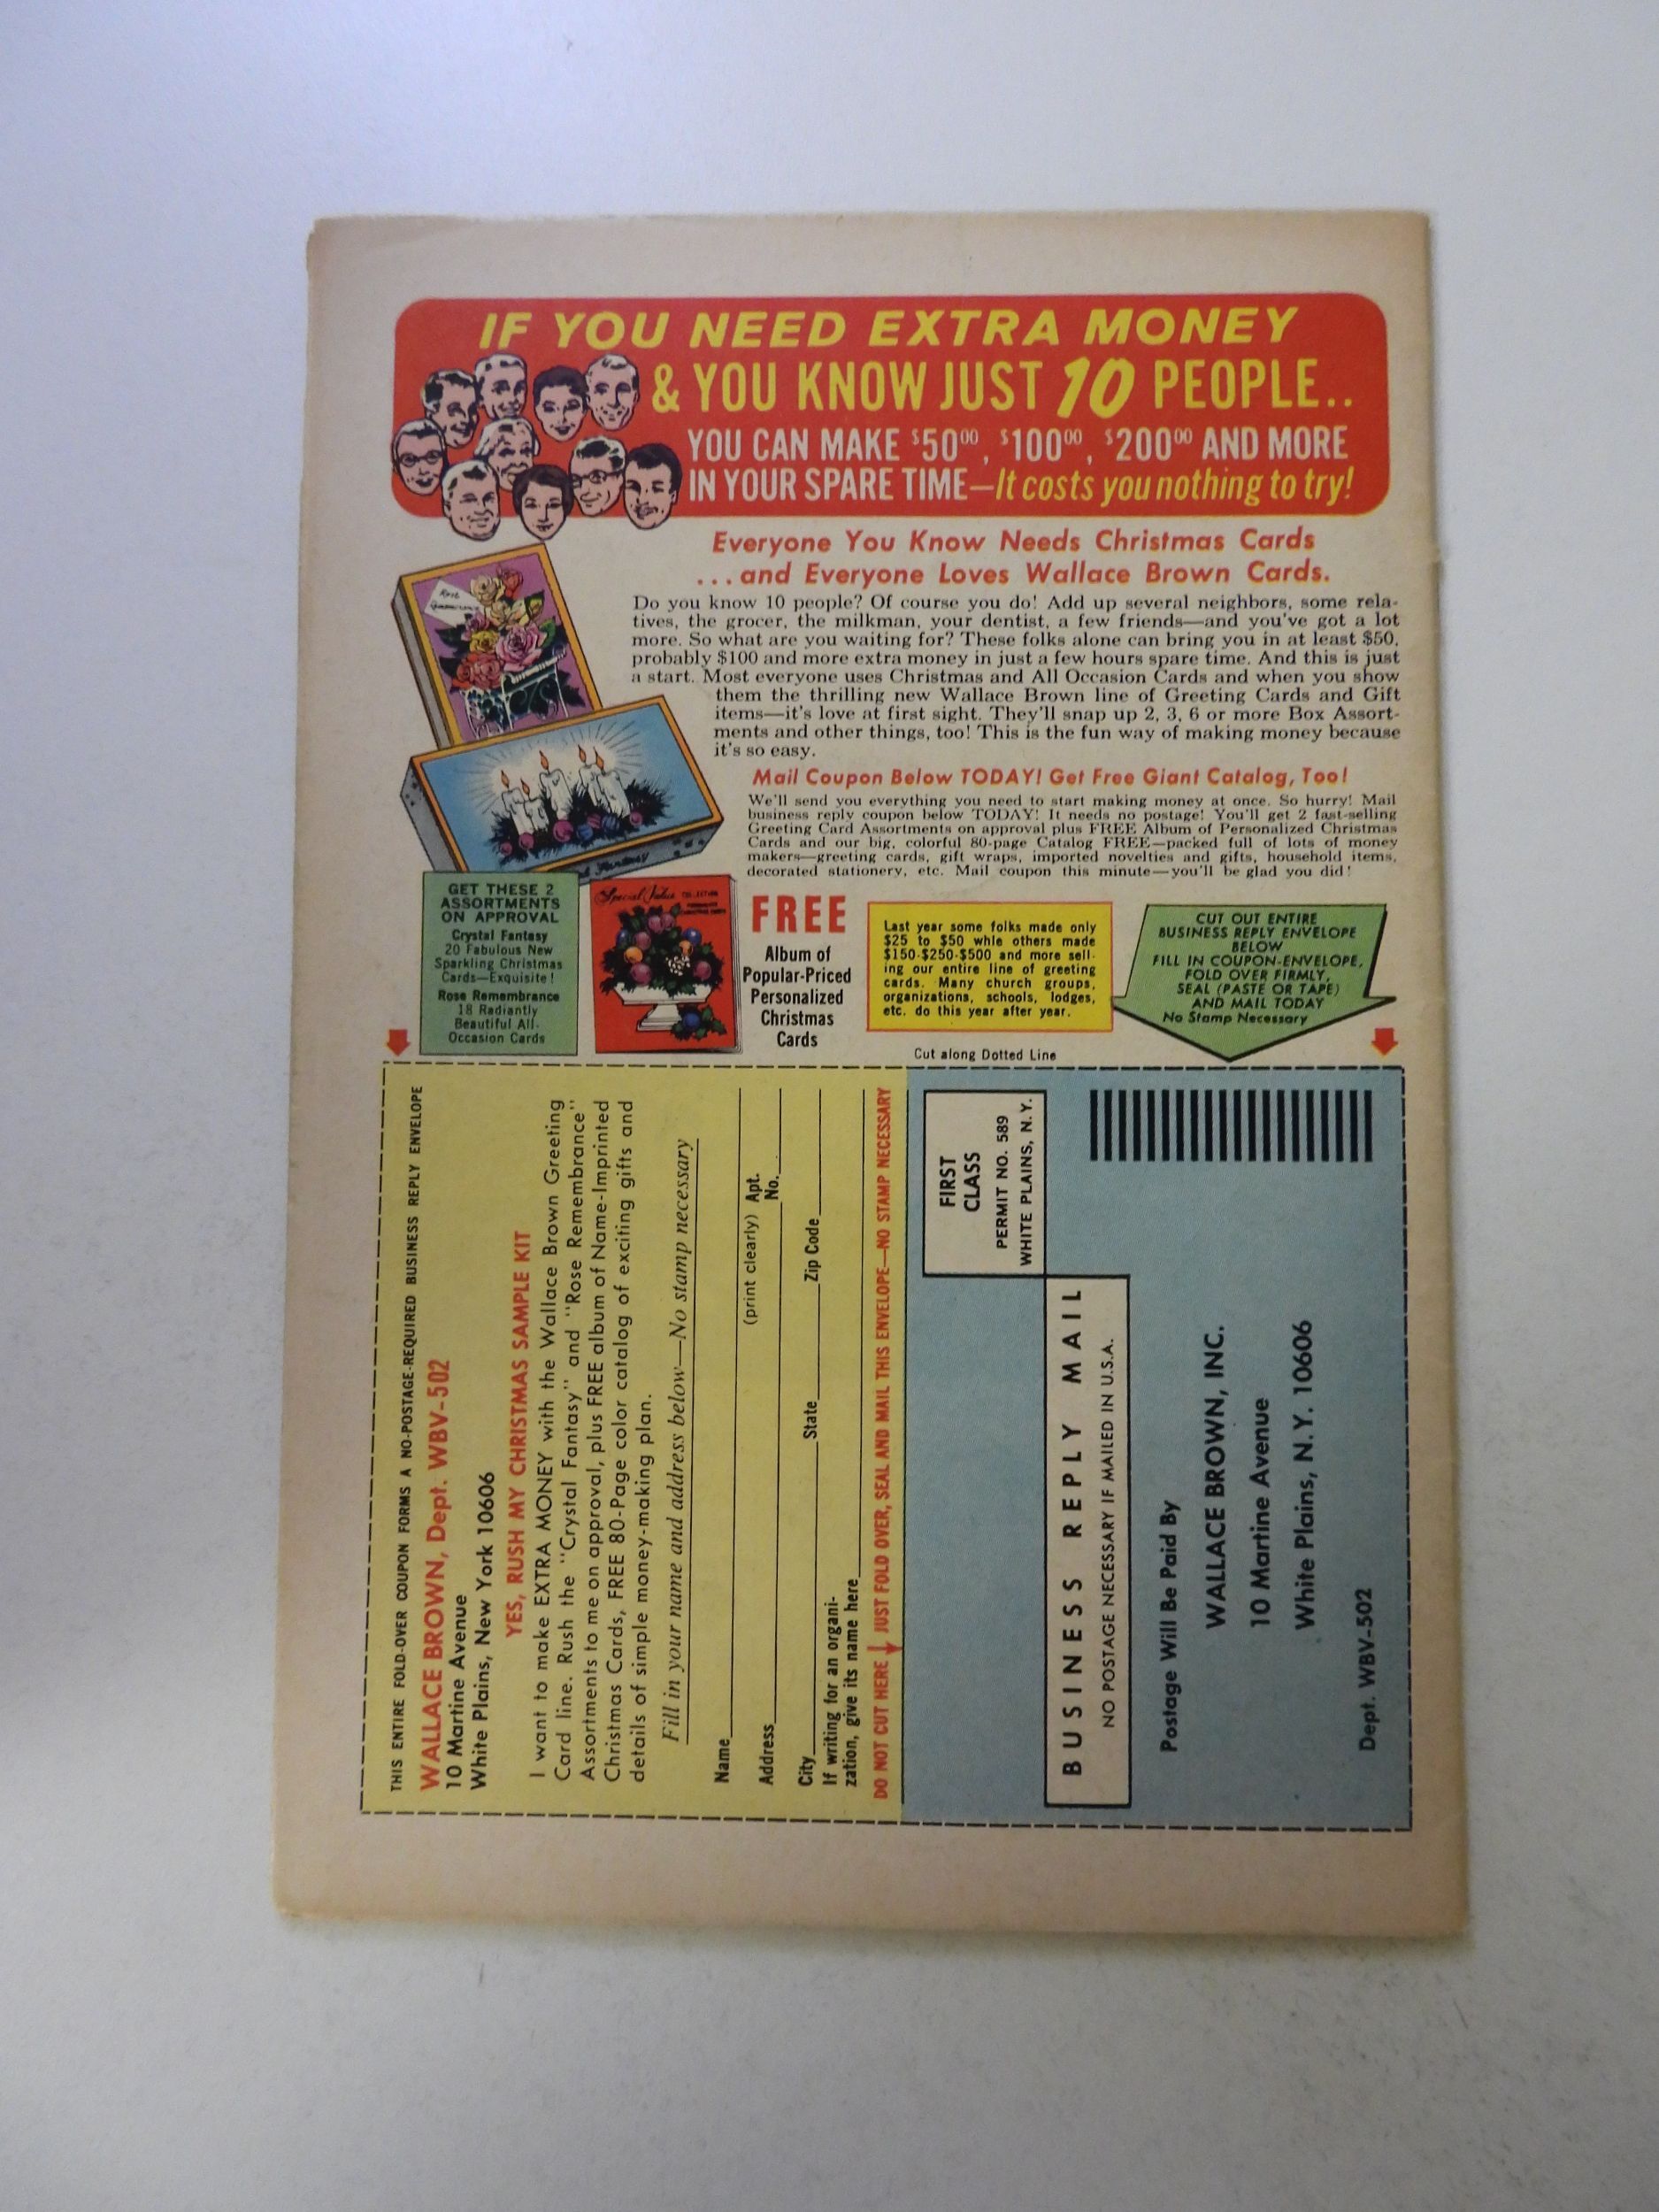 IF YOU NEED EXTRA MONEY
& YOU KNOW JUST 10 PEOPLE..
YOU CAN MAKE $50.00, $100.00, $200.00 AND MORE
IN YOUR SPARE TIME—It costs you nothing to try!
Everyone You Know Needs Christmas Cards
...and Everyone Loves Wallace Brown Cards.
Do you know 10 people? Of course you do! Add up several neighbors, some rela-
tives, the grocer, the milkman, your dentist, a few friends—and you've got a lot
more. So what are you waiting for? These folks alone can bring you in at least $50,
probably $100 and more extra money in just a few hours spare time. And this is just
a start. Most everyone uses Christmas and All Occasion Cards and when you show
them the thrilling new Wallace Brown line of Greeting Cards and Gift
items—it's love at first sight. They'll snap up 2, 3, 6 or more Box Assort-
ments and other things, too! This is the fun way of making money because
it's so easy.
Mail Coupon Below TODAY! Get Free Giant Catalog, Too!
We'll send you everything you need to start making money at once. So hurry! Mail
business reply coupon below TODAY! It needs no postage! You'll get 2 fast-selling
Greeting Card Assortments on approval plus FREE Album of Personalized Christmas
Cards and our big, colorful 80-page Catalog FREE—packed full of lots of money
makers—greeting cards, gift wraps, imported novelties and gifts, household items,
decorated stationery, etc. Mail coupon this minute—you'll be glad you did!
GET THESE 2
ASSORTMENTS
ON APPROVAL
Crystal Fantasy
20 Fabulous New
Sparkling Christmas
Cards—Exquisite!
Rose Remembrance
18 Radiantly
Beautiful All-
Occasion Cards
Special Value
FREE
Album of
Popular-Priced
Personalized
Christmas
Cards
Last year some folks made only
$25 to $50 whle others made
$150-$250-$500 and more sell-
ing our entire line of greeting
cards. Many church groups,
organizations, schools, lodges,
etc. do this year after year.
CUT OUT ENTIRE
BUSINESS REPLY ENVELOPE
BELOW
FILL IN COUPON-ENVELOPE,
FOLD OVER FIRMLY,
SEAL (PASTE OR TAPE)
AND MAIL TODAY
No Stamp Necessary
Cut along Dotted Line
THIS ENTIRE FOLD-OVER COUPON FORMS A NO-POSTAGE-REQUIRED BUSINESS REPLY ENVELOPE
WALLACE BROWN, Dept. WBV-502
10 Martine Avenue
White Plains, New York 10606
YES, RUSH MY CHRISTMAS SAMPLE KIT
I want to make EXTRA MONEY with the Wallace Brown Greeting
Card line. Rush the "Crystal Fantasy" and "Rose Remembrance"
Assortments to me on approval, plus FREE album of Name-Imprinted
Christmas Cards, FREE 80-Page color catalog of exciting gifts and
details of simple money-making plan.
Fill in your name and address below—No stamp necessary
Name
(print clearly)
Address Apt. No.
City State Zip Code
If writing for an organi-
zation, give its name here
DO NOT CUT HERE JUST FOLD OVER, SEAL AND MAIL THIS ENVELOPE—NO STAMP NECESSARY
FIRST
CLASS
PERMIT NO. 589
WHITE PLAINS, N.Y.
BUSINESS REPLY MAIL
NO POSTAGE NECESSARY IF MAILED IN U.S.A.
Postage Will Be Paid By
WALLACE BROWN, INC.
10 Martine Avenue
White Plains, N.Y. 10606
Dept. WBV-502